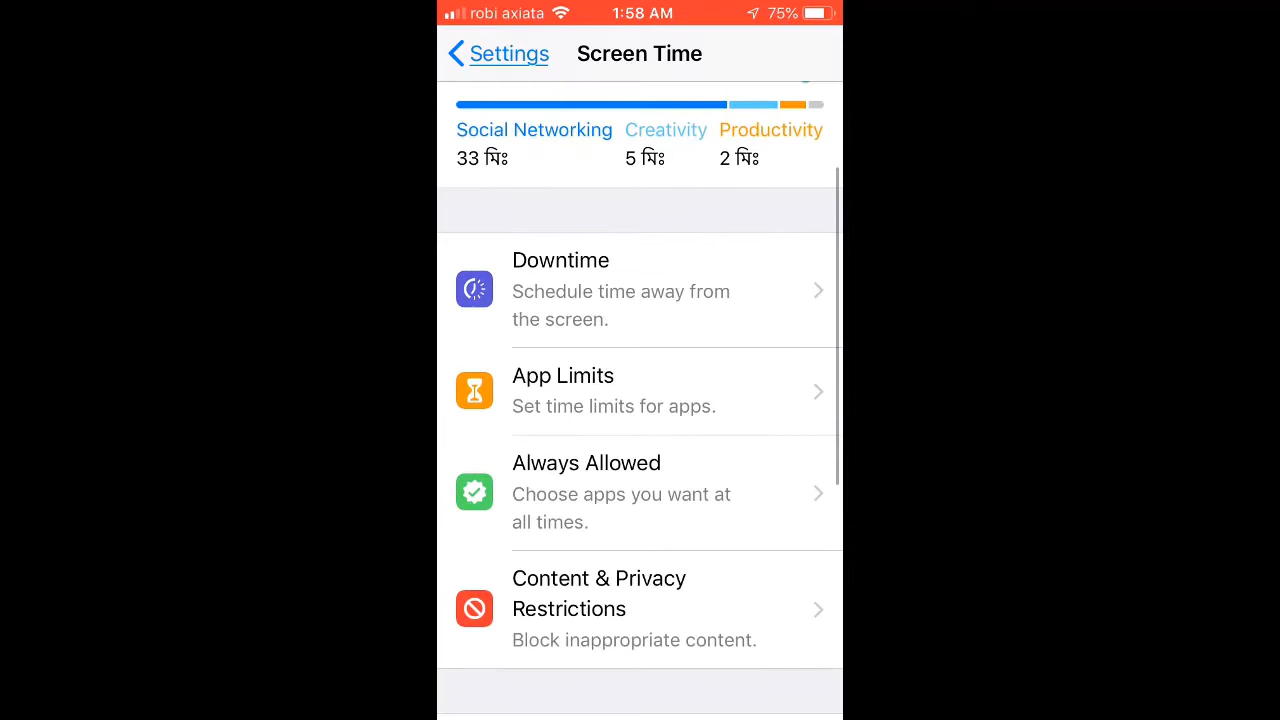 robi axiata 1:58 AM 75%
Settings Screen Time
Social Networking Creativity Productivity
33 মিঃ 5 মিঃ 2 মিঃ
Downtime
Schedule time away from
the screen.
App Limits
Set time limits for apps.
Always Allowed
Choose apps you want at
all times.
Content & Privacy
Restrictions
Block inappropriate content.